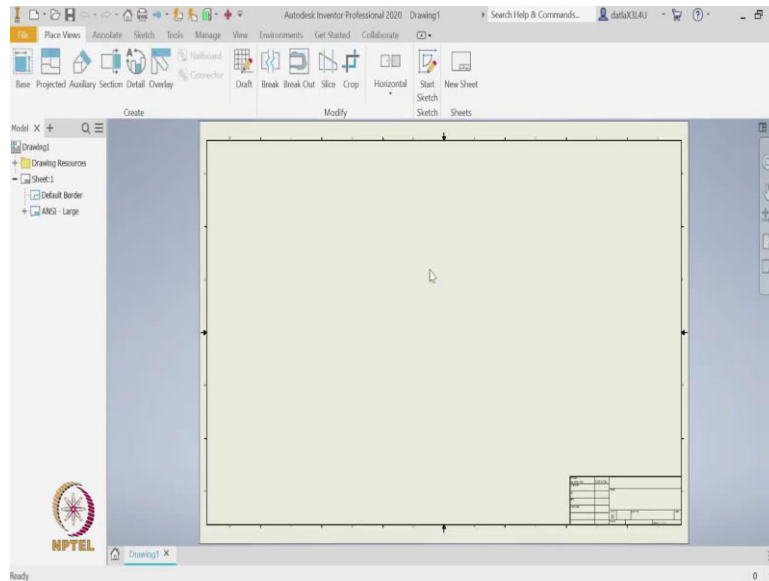 Autodesk Inventor Professional 2020 Drawing1
Search Help & Commands...
datlaX3L4U
File Place Views Annotate Sketch Tools Manage View Environments Get Started Collaborate
Nailboard
Connector
Base Projected Auxiliary Section Detail Overlay
Draft Break Break Out Slice Crop
Horizontal
Start Sketch
New Sheet
Create Modify Sketch Sheets
Model
Drawing1
Drawing Resources
Sheet:1
Default Border
ANSI - Large
NPTEL
Drawing1
Ready
0